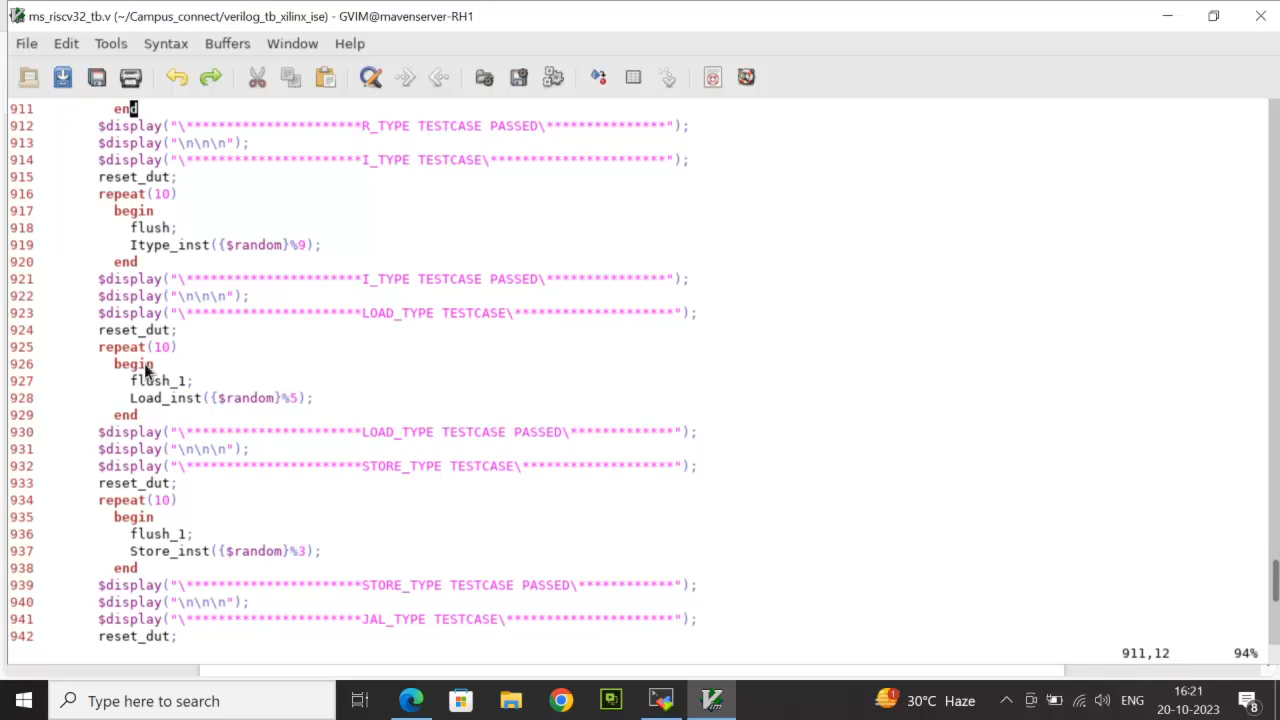 ms_riscv32_tb.v (~/Campus_connect/verilog_tb_xilinx_ise) - GVIM@mavenserver-RH1
File Edit Tools Syntax Buffers Window Help
911 end
912 $display("\**********************R_TYPE TESTCASE PASSED\***************");
913 $display("\n\n\n");
914 $display("\**********************I_TYPE TESTCASE\**********************");
915 reset_dut;
916 repeat(10)
917 begin
918 flush;
919 Itype_inst({$random}%9);
920 end
921 $display("\**********************I_TYPE TESTCASE PASSED\***************");
922 $display("\n\n\n");
923 $display("\**********************LOAD_TYPE TESTCASE\********************");
924 reset_dut;
925 repeat(10)
926 begin
927 flush_1;
928 Load_inst({$random}%5);
929 end
930 $display("\**********************LOAD_TYPE TESTCASE PASSED\*************");
931 $display("\n\n\n");
932 $display("\**********************STORE_TYPE TESTCASE\*******************");
933 reset_dut;
934 repeat(10)
935 begin
936 flush_1;
937 Store_inst({$random}%3);
938 end
939 $display("\**********************STORE_TYPE TESTCASE PASSED\************");
940 $display("\n\n\n");
941 $display("\**********************JAL_TYPE TESTCASE\*********************");
942 reset_dut;
911,12 94%
Type here to search
30°C Haze
ENG
16:21
20-10-2023
8
1